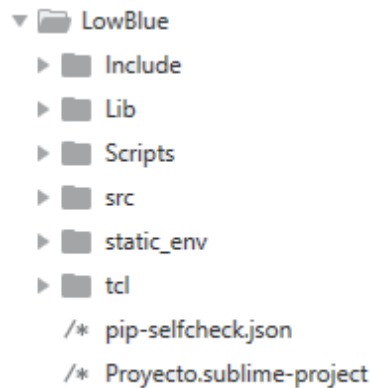 LowBlue
Include
Lib
Scripts
src
static_env
tcl
/* pip-selfcheck.json
/* Proyecto.sublime-project